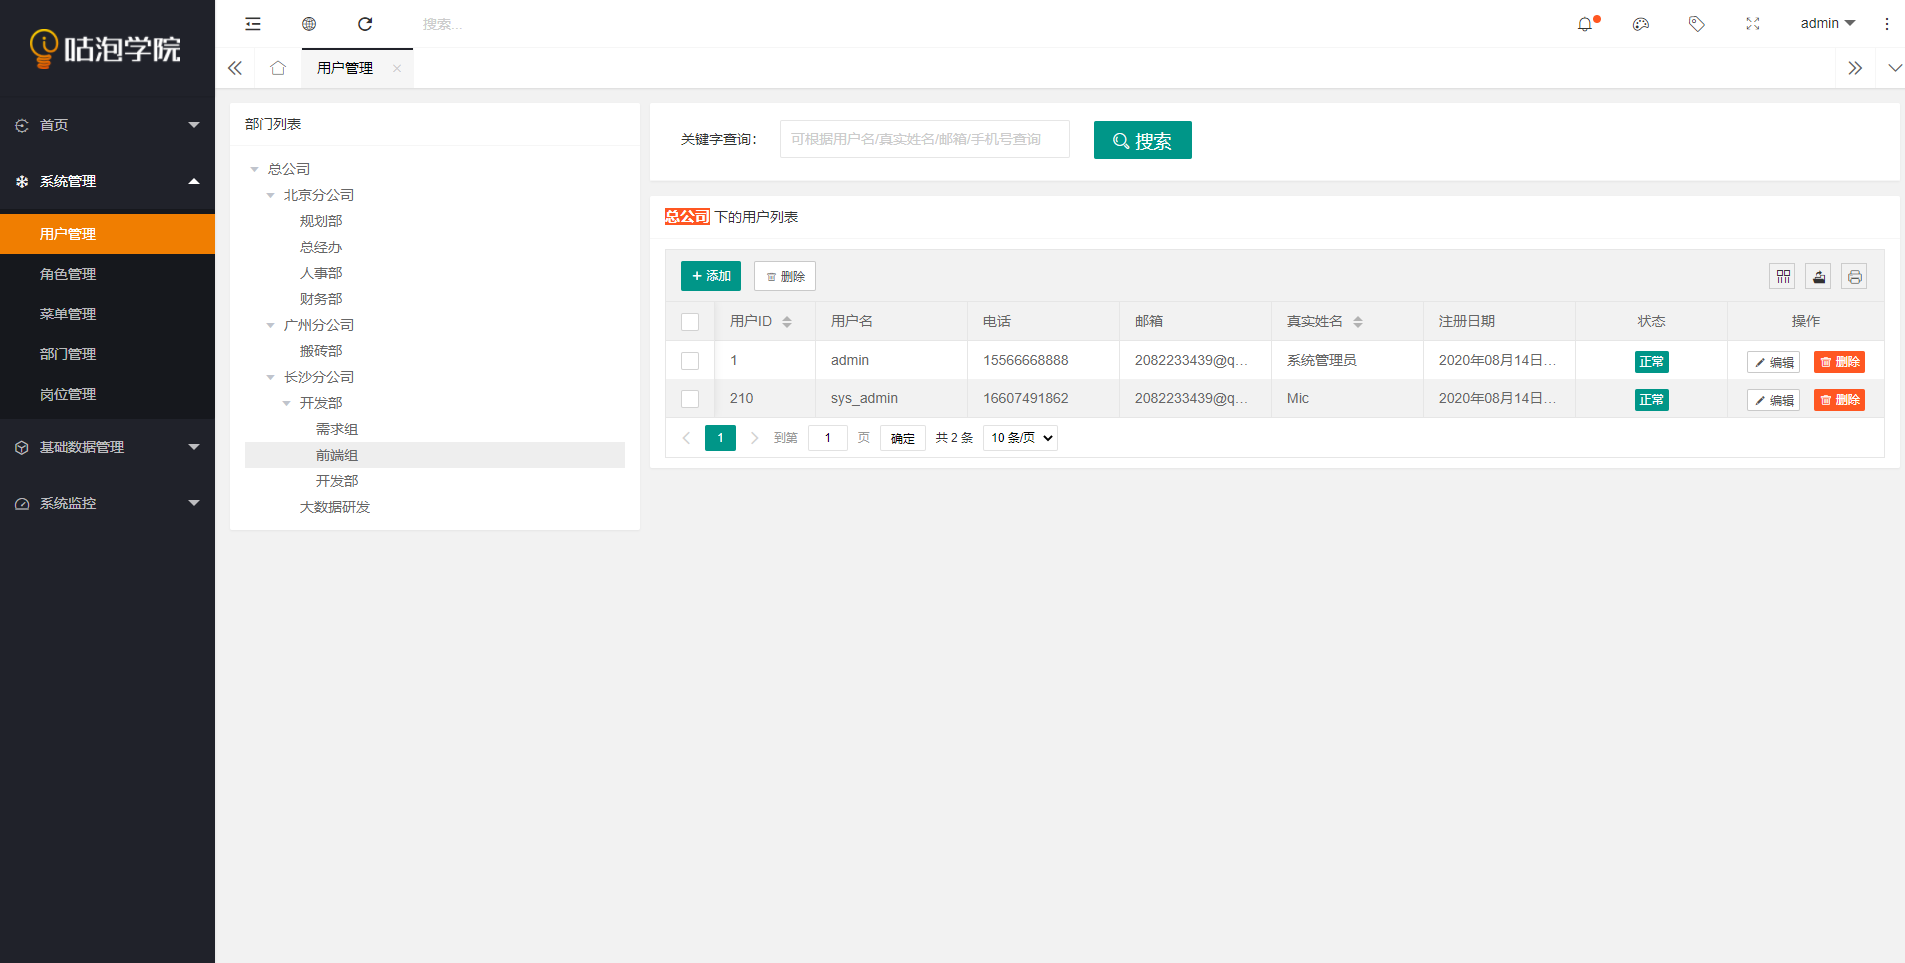 咕泡学院
搜索...
admin
用户管理
首页
系统管理
用户管理
角色管理
菜单管理
部门管理
岗位管理
基础数据管理
系统监控
部门列表
总公司
北京分公司
规划部
总经办
人事部
财务部
广州分公司
搬砖部
长沙分公司
开发部
需求组
前端组
开发部
大数据研发
关键字查询： 可根据用户名/真实姓名/邮箱/手机号查询 搜索
总公司 下的用户列表
添加 删除
用户ID 用户名 电话 邮箱 真实姓名 注册日期 状态 操作
1 admin 15566668888 2082233439@q... 系统管理员 2020年08月14日... 正常 编辑 删除
210 sys_admin 16607491862 2082233439@q... Mic 2020年08月14日... 正常 编辑 删除
1 到第 1 页 确定 共 2 条 10 条/页